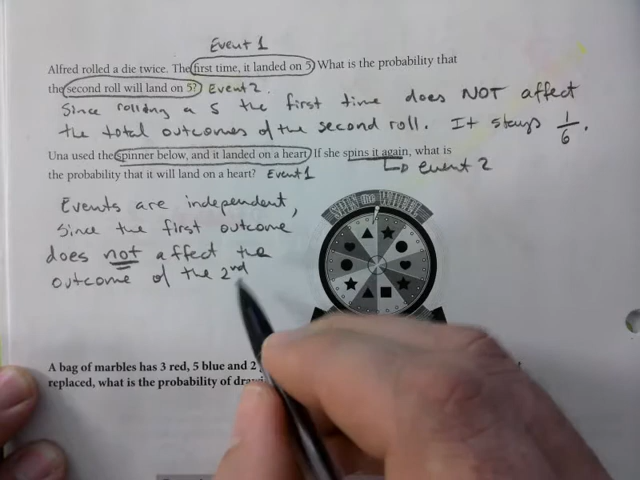 Event 1
Alfred rolled a die twice. The first time, it landed on 5. What is the probability that
the second roll will land on 5? Event 2.
Since rolling a 5 the first time does NOT affect
the total outcomes of the second roll. It stays 1/6.
Una used the spinner below, and it landed on a heart. If she spins it again, what is
the probability that it will land on a heart? Event 1 Event 2
Events are independent,
since the first outcome
does not affect the
outcome of the 2nd
SPIN THE WHEEL
A bag of marbles has 3 red, 5 blue and 2
replaced, what is the probability of